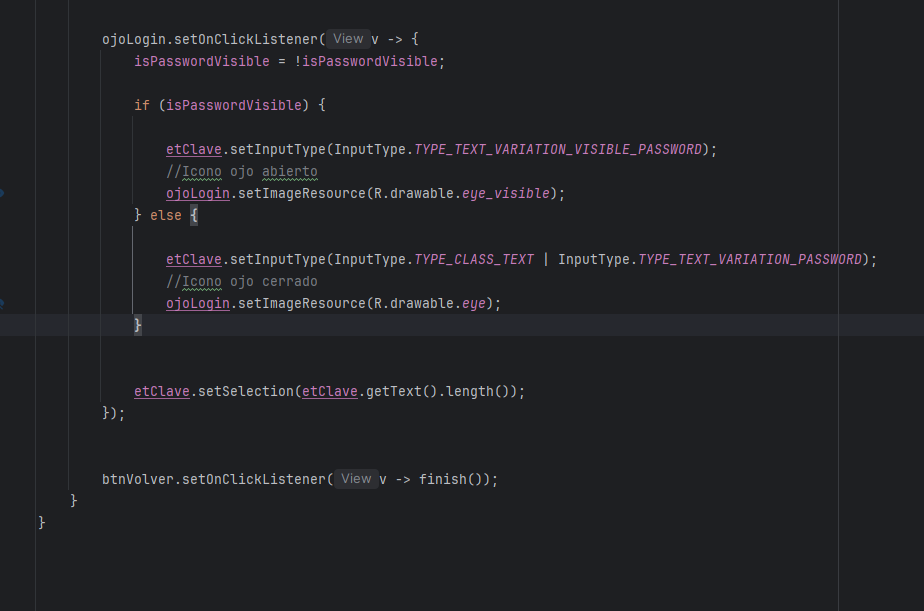 ojoLogin.setOnClickListener( View v -> {
isPasswordVisible = !isPasswordVisible;
if (isPasswordVisible) {
etClave.setInputType(InputType.TYPE_TEXT_VARIATION_VISIBLE_PASSWORD);
//Icono ojo abierto
ojoLogin.setImageResource(R.drawable.eye_visible);
} else {
etClave.setInputType(InputType.TYPE_CLASS_TEXT | InputType.TYPE_TEXT_VARIATION_PASSWORD);
//Icono ojo cerrado
ojoLogin.setImageResource(R.drawable.eye);
}
etClave.setSelection(etClave.getText().length());
});
btnVolver.setOnClickListener( View v -> finish());
}
}